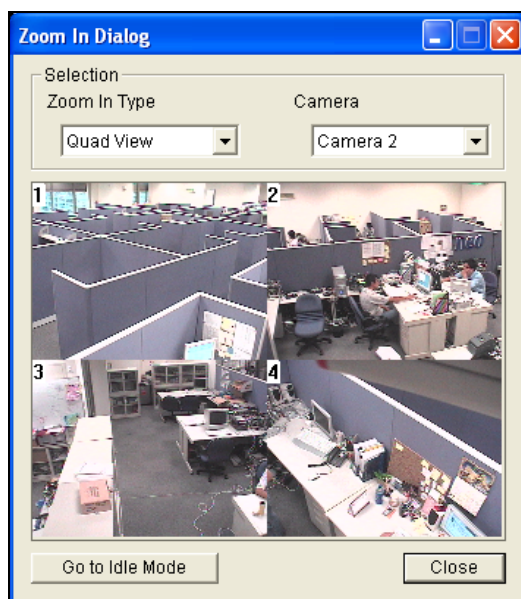 Zoom In Dialog
Selection
Zoom In Type
Camera
Quad View
Camera 2
1
2
3
4
Go to Idle Mode
Close